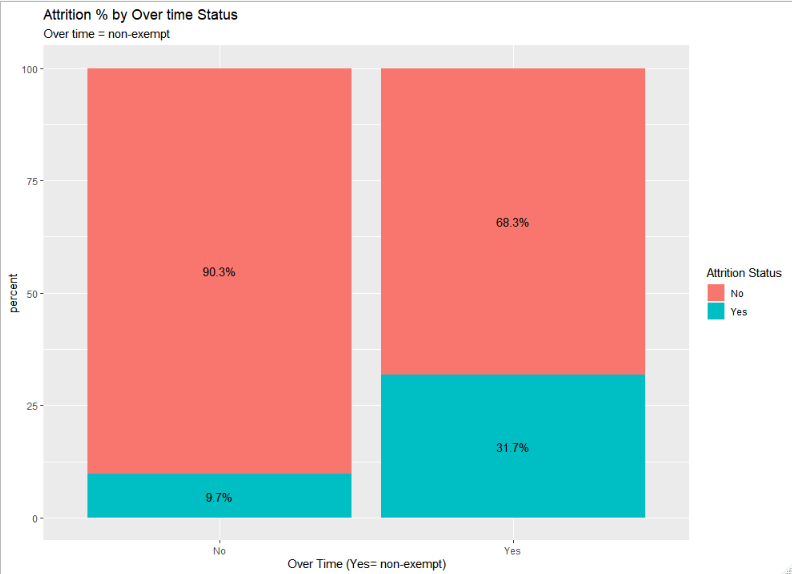 Attrition % by Over time Status
Over time = non-exempt
100
75
50
25
0
percent
90.3%
9.7%
68.3%
31.7%
No
Yes
Over Time (Yes= non-exempt)
Attrition Status
No
Yes